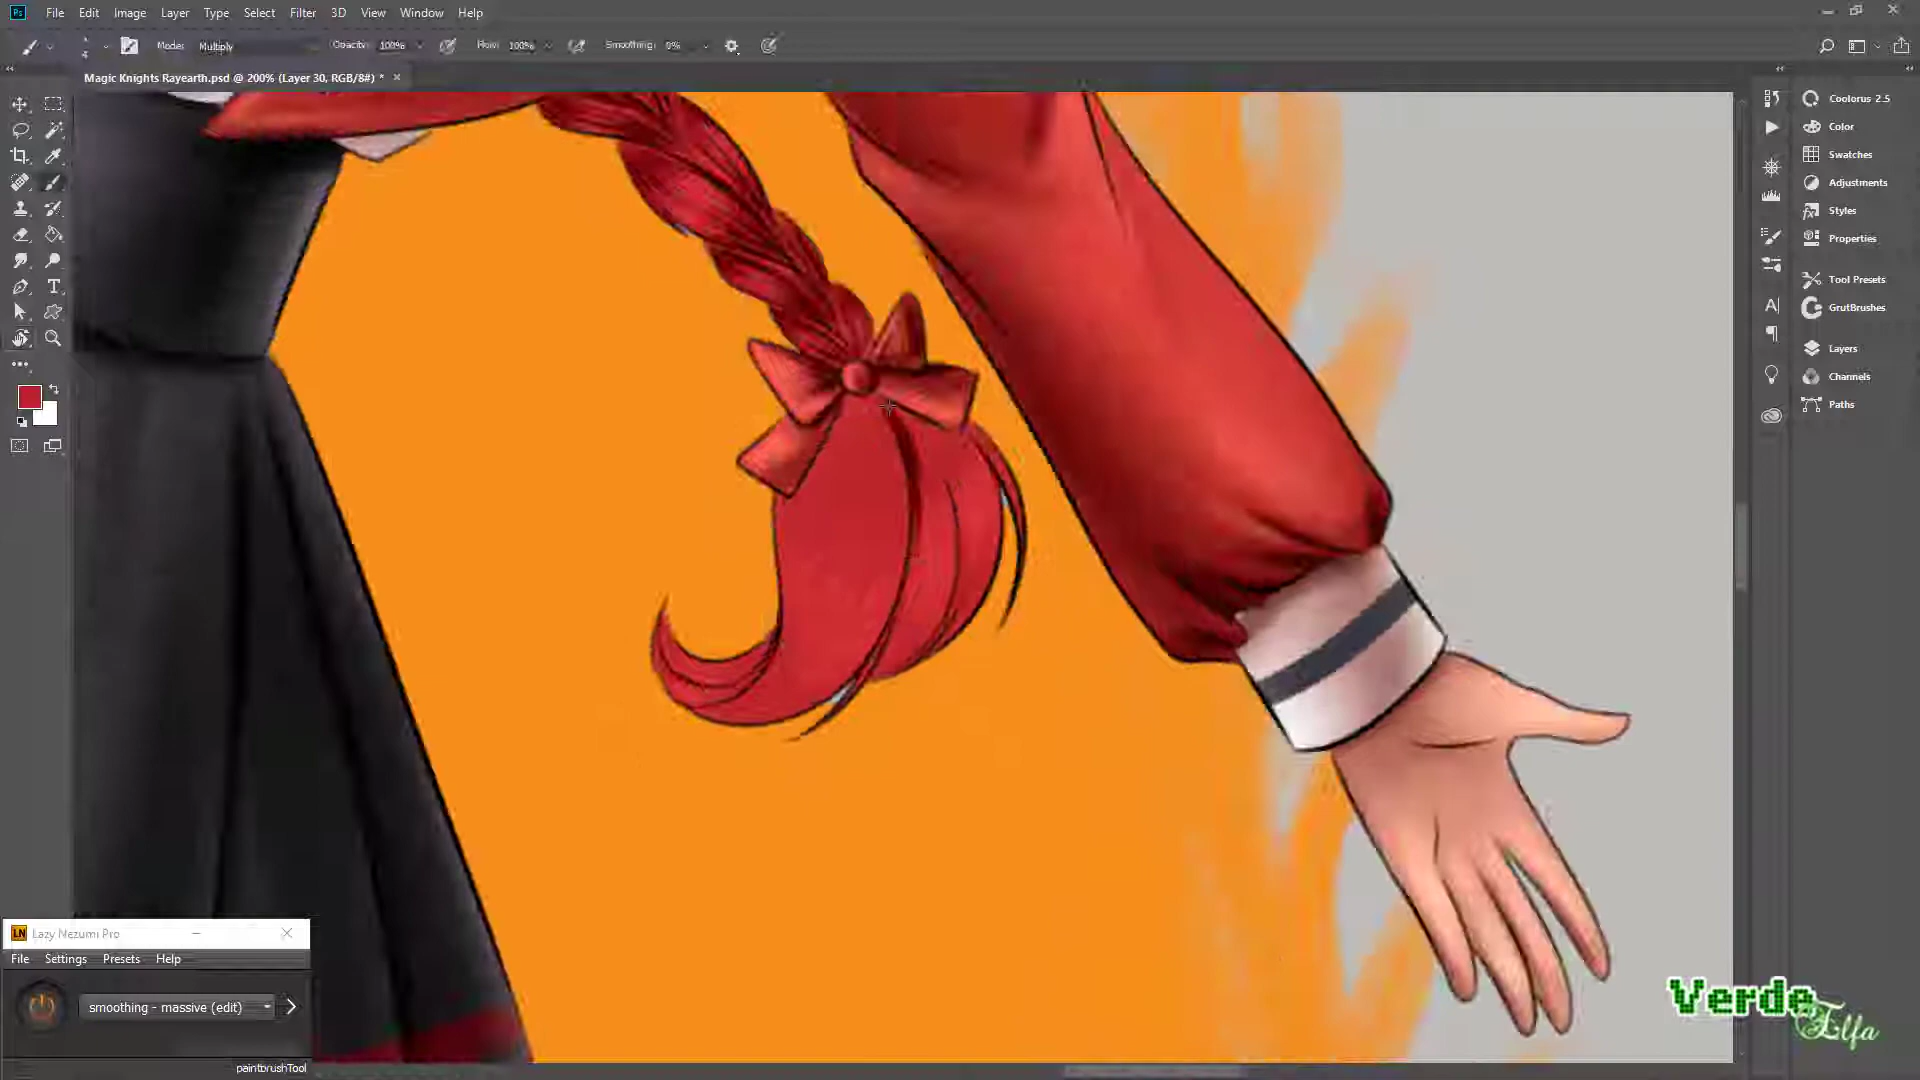 Ps File Edit Image Layer Type Select Filter 3D View Window Help
Mode: Multiply Opacity: 100% Flow: 100% Smoothing: 0%
Magic Knights Rayearth.psd @ 200% (Layer 30, RGB/8#) *
Coolorus 2.5
Color
Swatches
Adjustments
Styles
Properties
Tool Presets
GrutBrushes
Layers
Channels
Paths
LN Lazy Nezumi Pro
File Settings Presets Help
smoothing - massive (edit)
paintbrushTool
Verde
Elfa